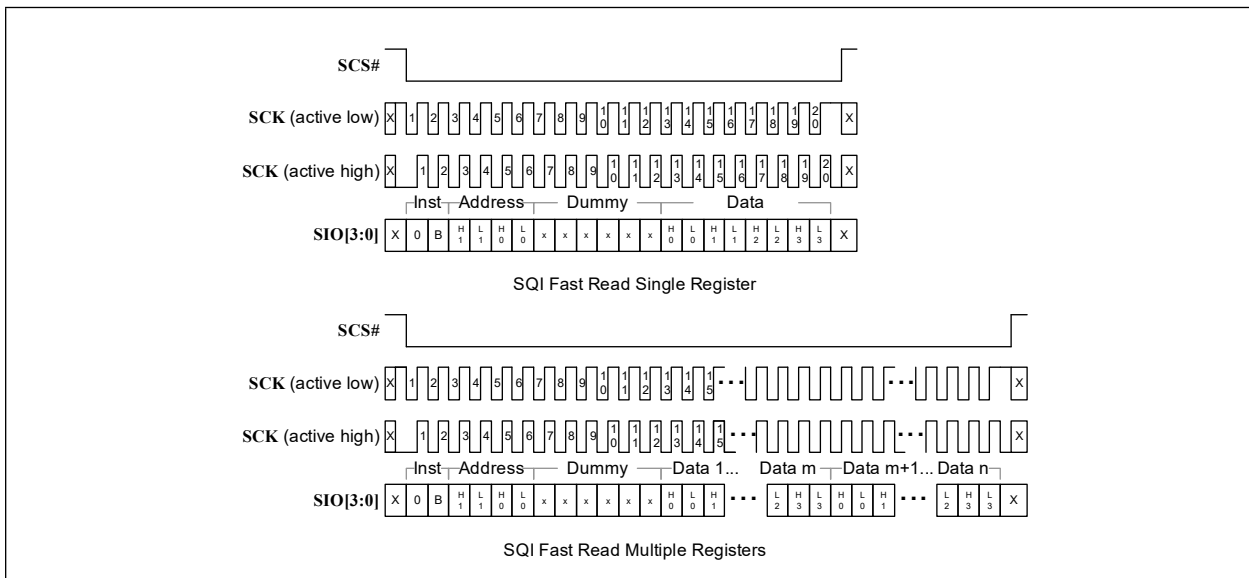 SCS#
SCK (active low) X 1 2 3 4 5 6 7 8 9 10 11 12 13 14 15 16 17 18 19 20 X
SCK (active high) X 1 2 3 4 5 6 7 8 9 10 11 12 13 14 15 16 17 18 19 20 X
Inst Address Dummy Data
SIO[3:0] X 0 B H1 L1 H0 L0 x x x x x x H0 L0 H1 L1 H2 L2 H3 L3 X
SQI Fast Read Single Register
SCS#
SCK (active low) X 1 2 3 4 5 6 7 8 9 10 11 12 13 14 15 ... ... X
SCK (active high) X 1 2 3 4 5 6 7 8 9 10 11 12 13 14 15 ... ... X
Inst Address Dummy Data 1... Data m Data m+1... Data n
SIO[3:0] X 0 B H1 L1 H0 L0 x x x x x x H0 L0 H1 ... L2 H3 L3 H0 L0 H1 ... L2 H3 L3 X
SQI Fast Read Multiple Registers